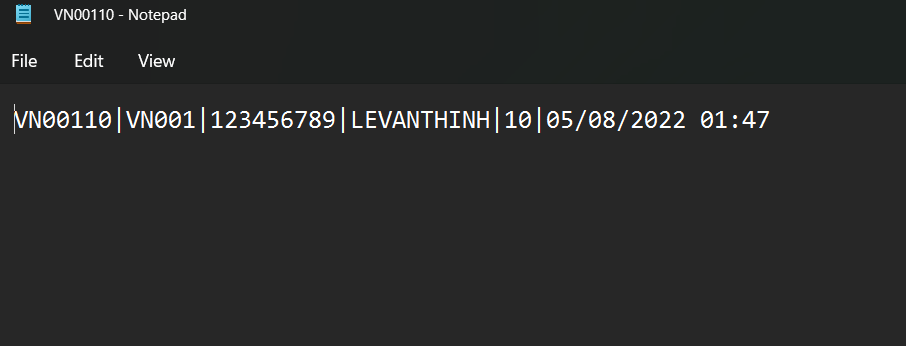 VN00110 - Notepad
File Edit View
VN00110|VN001|123456789|LEVANTHINH|10|05/08/2022 01:47